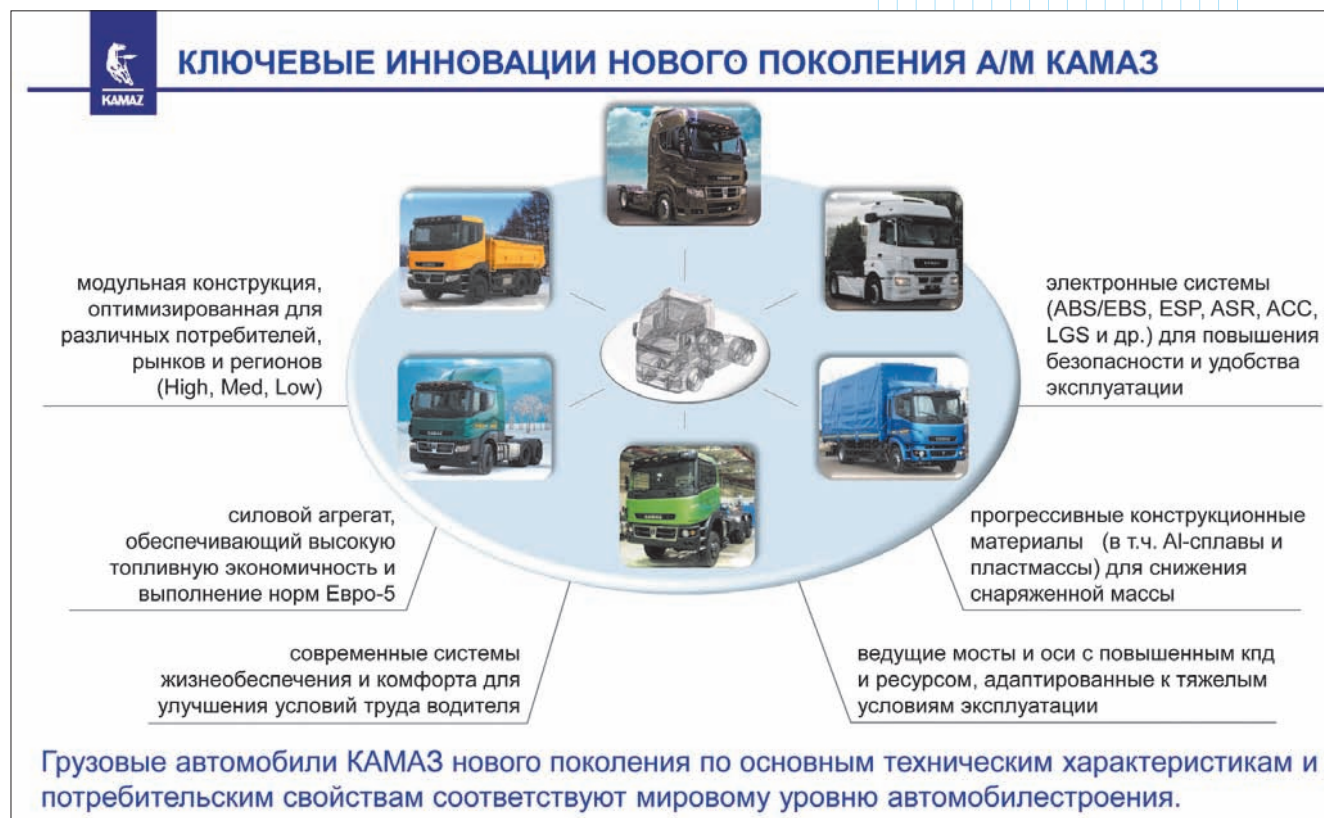 КЛЮЧЕВЫЕ ИННОВАЦИИ НОВОГО ПОКОЛЕНИЯ А/М КАМАЗ
KAMAZ
модульная конструкция,
оптимизированная для
различных потребителей,
рынков и регионов
(High, Med, Low)
электронные системы
(ABS/EBS, ESP, ASR, ACC,
LGS и др.) для повышения
безопасности и удобства
эксплуатации
силовой агрегат,
обеспечивающий высокую
топливную экономичность и
выполнение норм Евро-5
прогрессивные конструкционные
материалы (в т.ч. Al-сплавы и
пластмассы) для снижения
снаряженной массы
современные системы
жизнеобеспечения и комфорта для
улучшения условий труда водителя
ведущие мосты и оси с повышенным кпд
и ресурсом, адаптированные к тяжелым
условиям эксплуатации
Грузовые автомобили КАМАЗ нового поколения по основным техническим характеристикам и
потребительским свойствам соответствуют мировому уровню автомобилестроения.